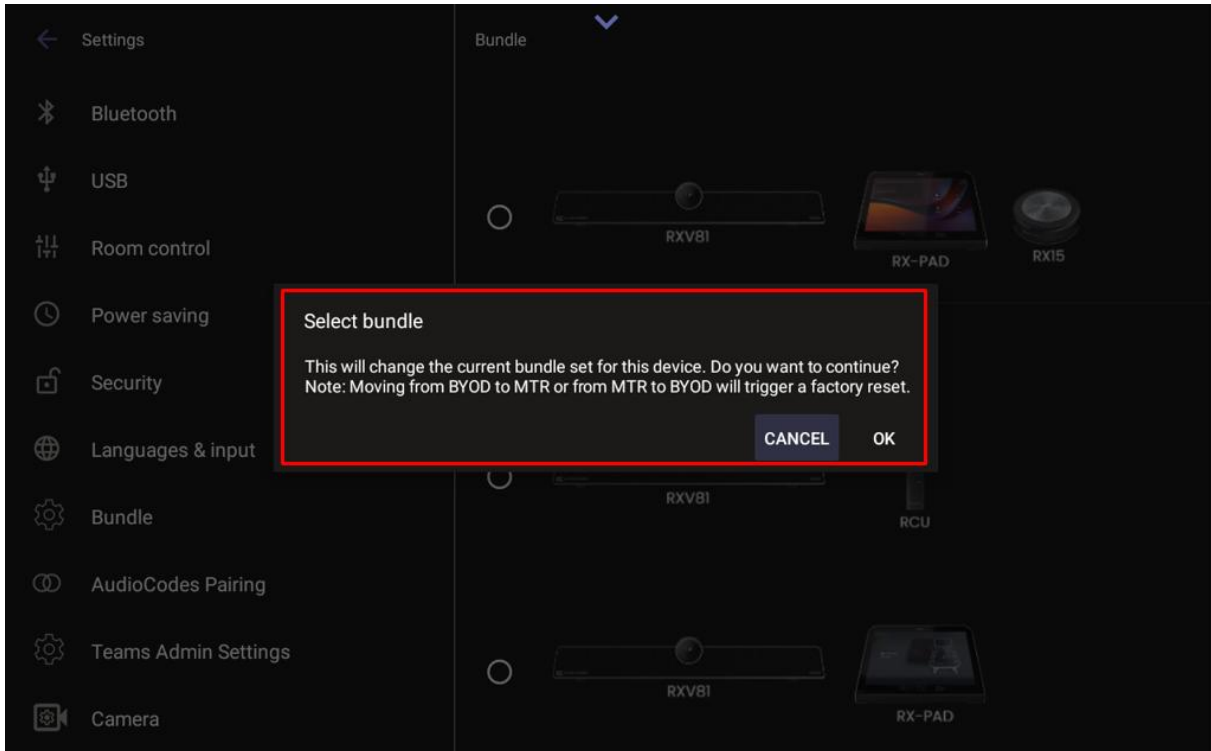 Settings
Bluetooth
USB
Room control
Power saving
Security
Languages & input
Bundle
AudioCodes Pairing
Teams Admin Settings
Camera
Bundle
RXV81
RX-PAD
RX15
Select bundle
This will change the current bundle set for this device. Do you want to continue?
Note: Moving from BYOD to MTR or from MTR to BYOD will trigger a factory reset.
CANCEL OK
RXV81
RCU
RXV81
RX-PAD